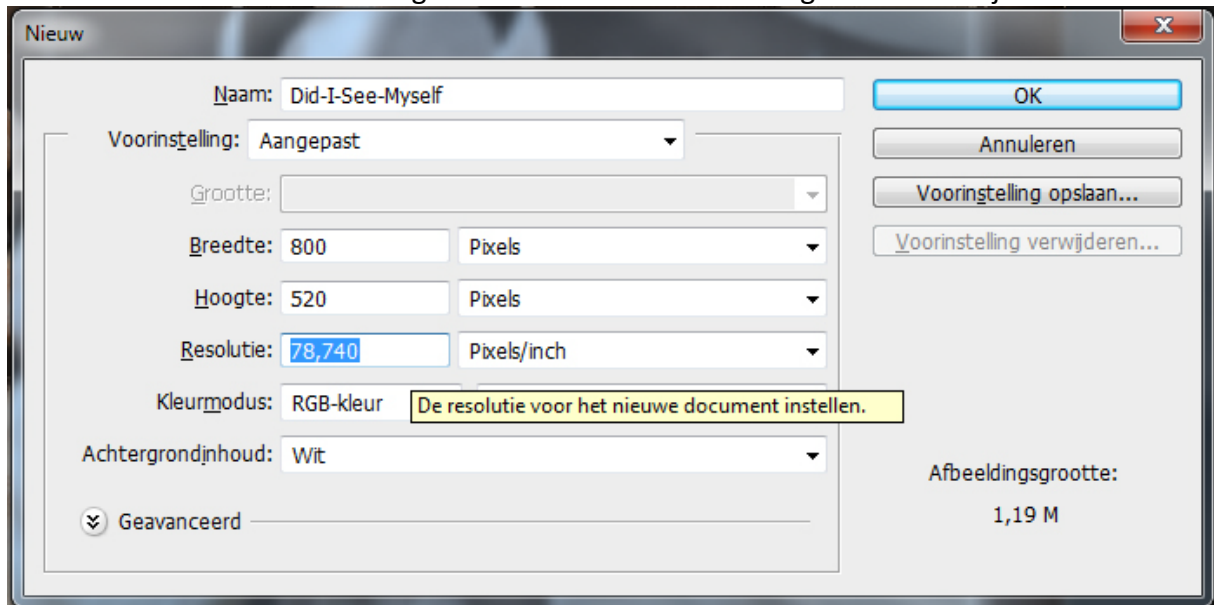 Nieuw
Naam: Did-I-See-Myself
OK
Voorinstelling: Aangepast
Annuleren
Grootte:
Voorinstelling opslaan...
Breedte: 800 Pixels
Voorinstelling verwijderen...
Hoogte: 520 Pixels
Resolutie: 78,740 Pixels/inch
Kleurmodus: RGB-kleur
De resolutie voor het nieuwe document instellen.
Achtergrondinhoud: Wit
Afbeeldingsgrootte:
1,19 M
Geavanceerd